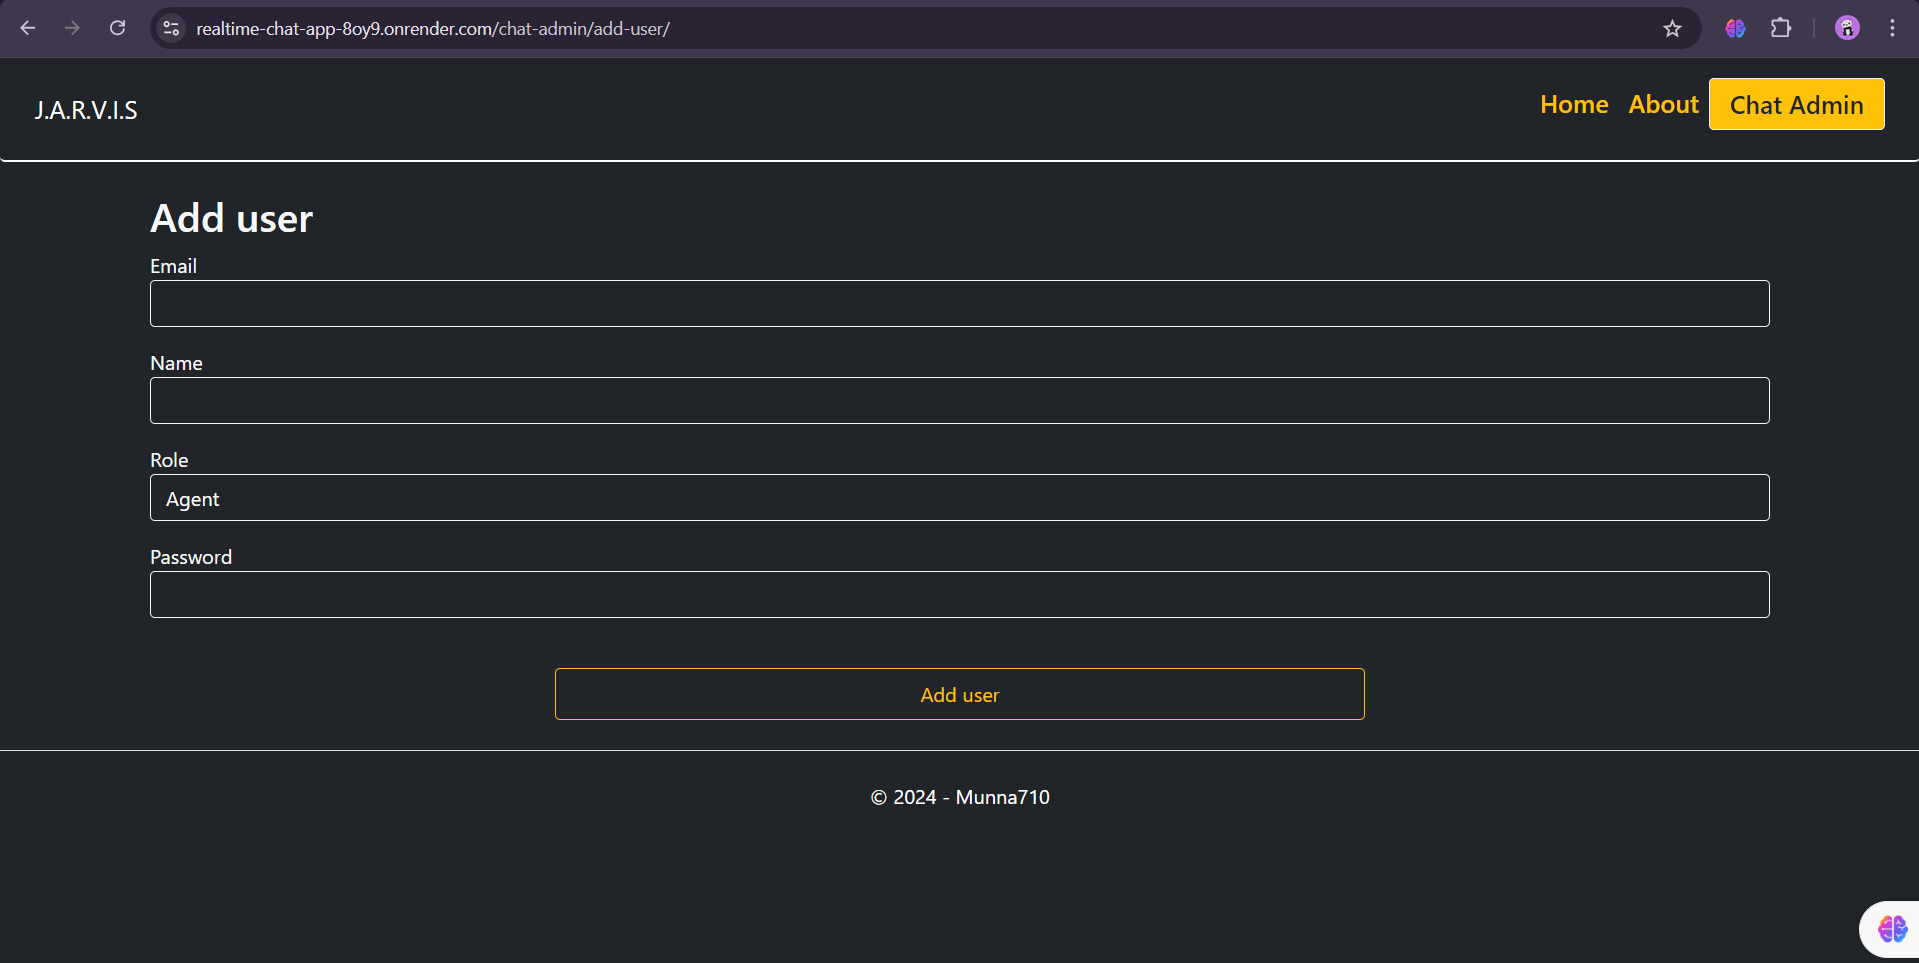 realtime-chat-app-8oy9.onrender.com/chat-admin/add-user/
J.A.R.V.I.S
Home About Chat Admin
Add user
Email
Name
Role
Agent
Password
Add user
© 2024 - Munna710